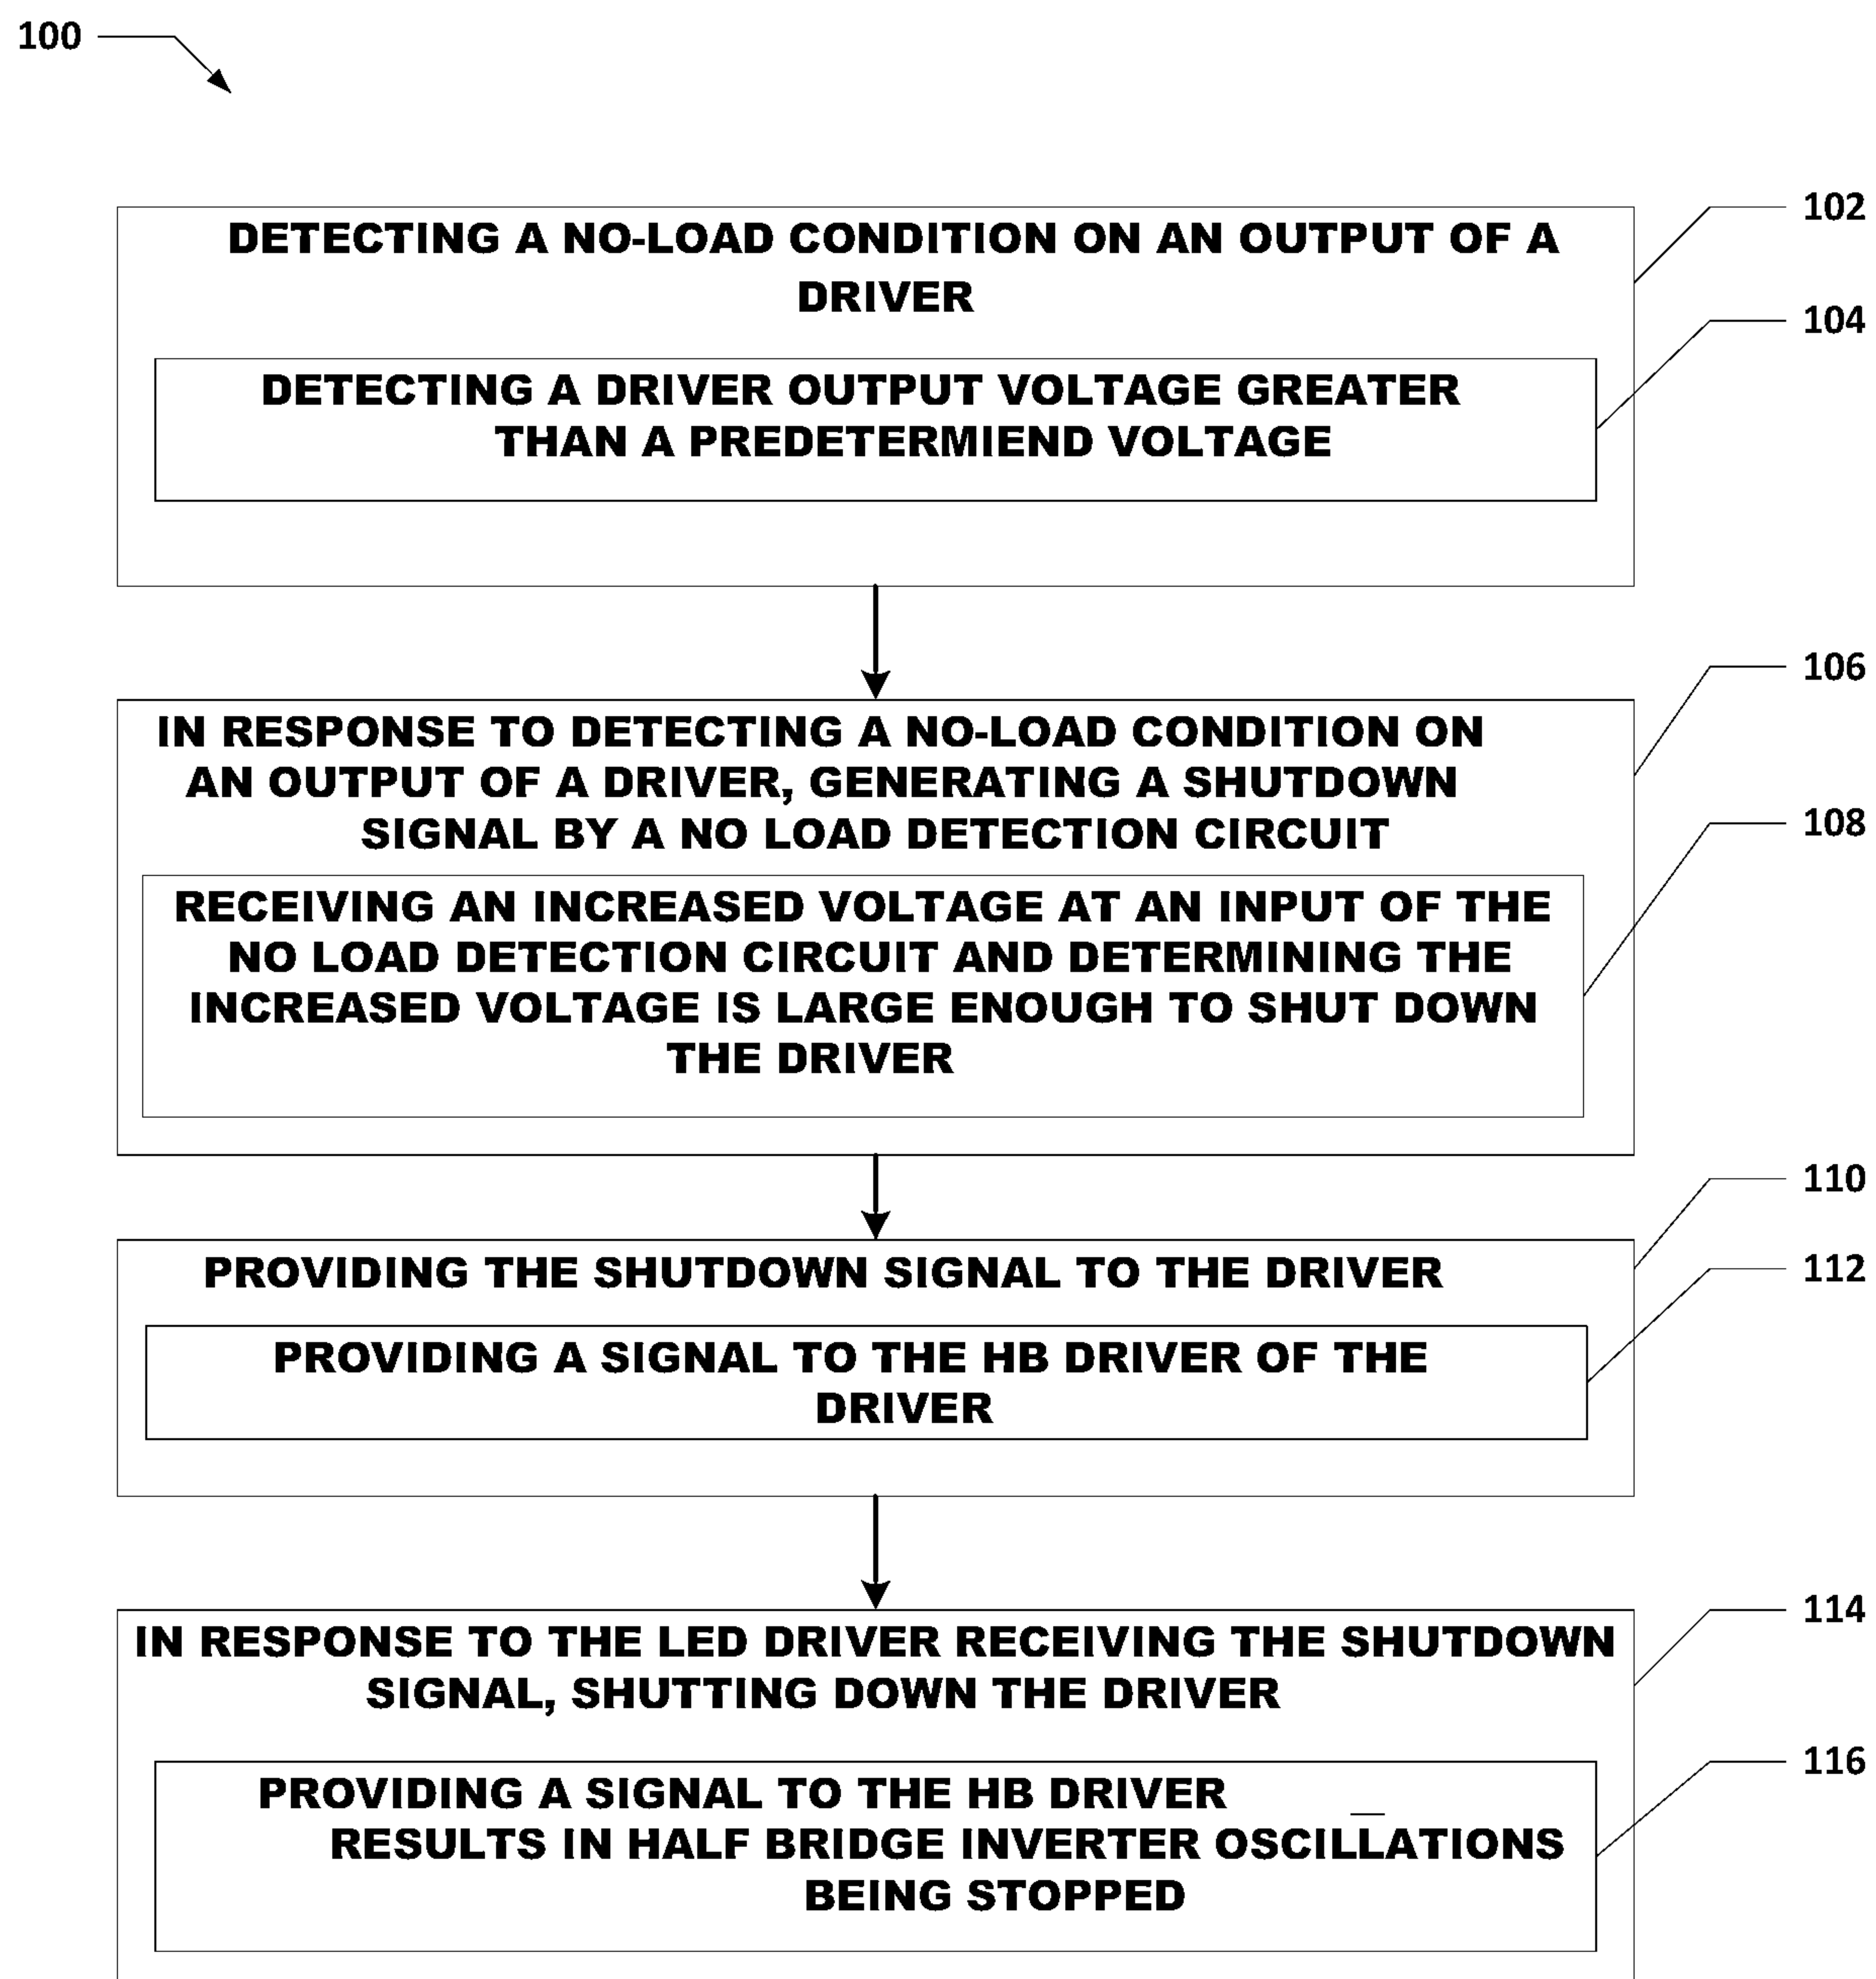 100
102
DETECTING A NO-LOAD CONDITION ON AN OUTPUT OF A
DRIVER
104
DETECTING A DRIVER OUTPUT VOLTAGE GREATER
THAN A PREDETERMIEND VOLTAGE
106
IN RESPONSE TO DETECTING A NO-LOAD CONDITION ON
AN OUTPUT OF A DRIVER, GENERATING A SHUTDOWN
SIGNAL BY A NO LOAD DETECTION CIRCUIT
108
RECEIVING AN INCREASED VOLTAGE AT AN INPUT OF THE
NO LOAD DETECTION CIRCUIT AND DETERMINING THE
INCREASED VOLTAGE IS LARGE ENOUGH TO SHUT DOWN
THE DRIVER
110
PROVIDING THE SHUTDOWN SIGNAL TO THE DRIVER
112
PROVIDING A SIGNAL TO THE HB DRIVER OF THE
DRIVER
114
IN RESPONSE TO THE LED DRIVER RECEIVING THE SHUTDOWN
SIGNAL, SHUTTING DOWN THE DRIVER
116
PROVIDING A SIGNAL TO THE HB DRIVER
RESULTS IN HALF BRIDGE INVERTER OSCILLATIONS
BEING STOPPED